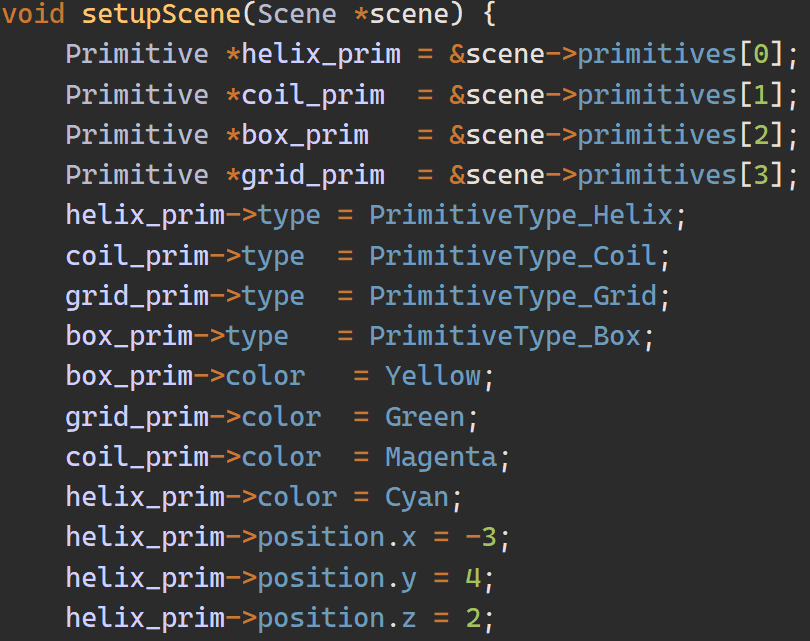 void setupScene(Scene *scene) {
    Primitive *helix_prim = &scene->primitives[0];
    Primitive *coil_prim  = &scene->primitives[1];
    Primitive *box_prim   = &scene->primitives[2];
    Primitive *grid_prim  = &scene->primitives[3];
    helix_prim->type = PrimitiveType_Helix;
    coil_prim->type  = PrimitiveType_Coil;
    grid_prim->type  = PrimitiveType_Grid;
    box_prim->type   = PrimitiveType_Box;
    box_prim->color   = Yellow;
    grid_prim->color  = Green;
    coil_prim->color  = Magenta;
    helix_prim->color = Cyan;
    helix_prim->position.x = -3;
    helix_prim->position.y = 4;
    helix_prim->position.z = 2;